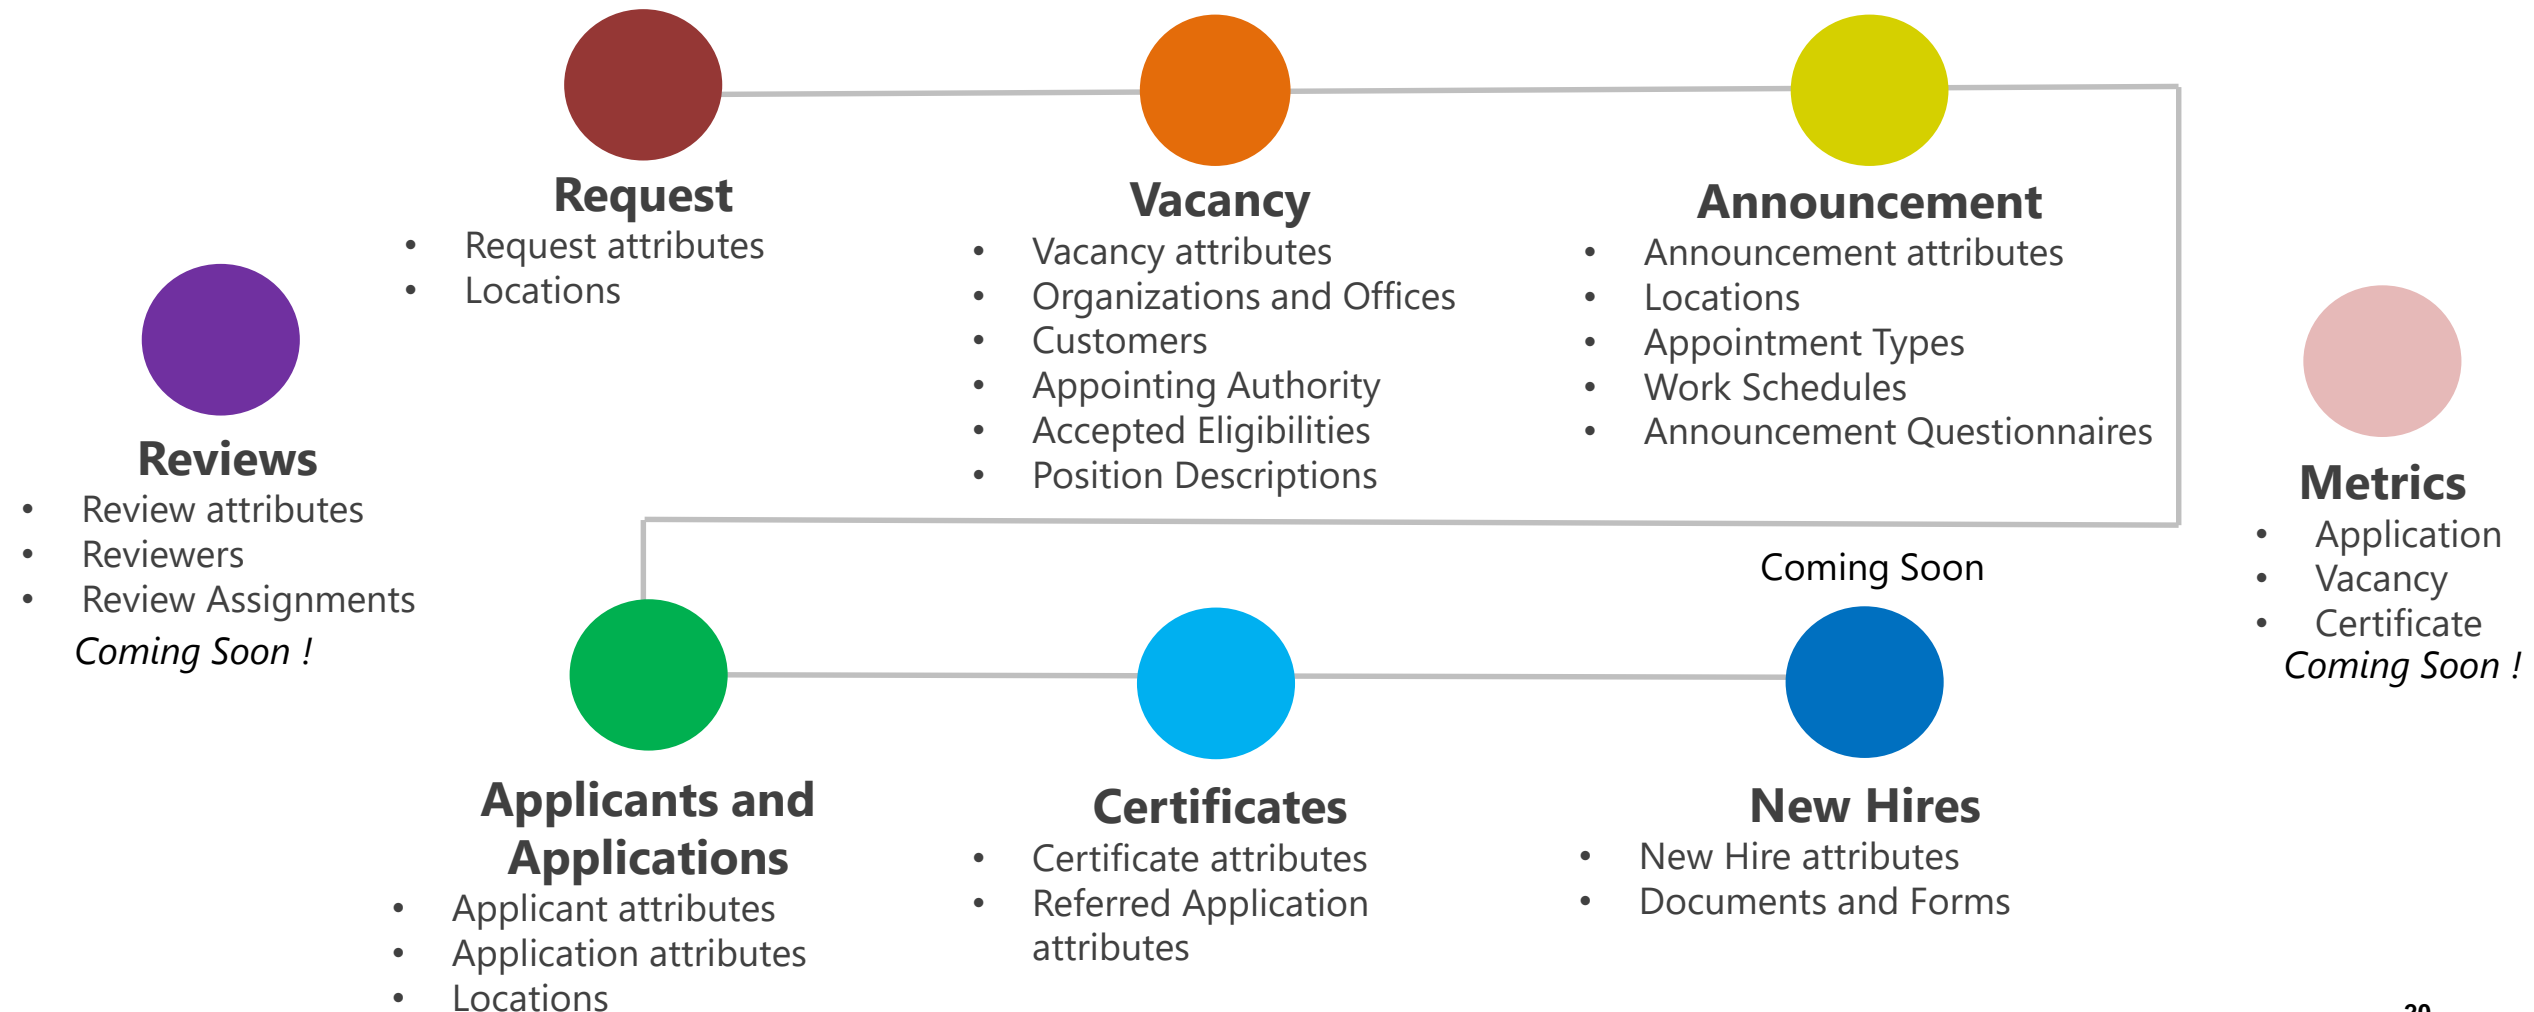 Request
• Request attributes
• Locations
Vacancy
• Vacancy attributes
• Organizations and Offices
• Customers
• Appointing Authority
• Accepted Eligibilities
• Position Descriptions
Announcement
• Announcement attributes
• Locations
• Appointment Types
• Work Schedules
• Announcement Questionnaires
Reviews
• Review attributes
• Reviewers
• Review Assignments
Coming Soon !
Metrics
• Application
• Vacancy
• Certificate
Coming Soon !
Applicants and
Applications
• Applicant attributes
• Application attributes
• Locations
Certificates
• Certificate attributes
• Referred Application
attributes
Coming Soon
New Hires
• New Hire attributes
• Documents and Forms
20